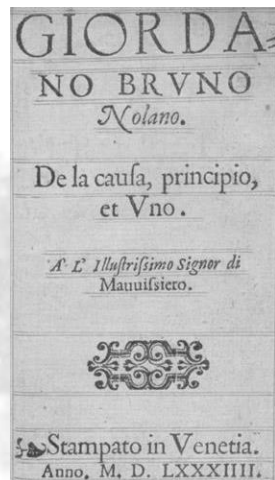 GIORDA
NO BRVNO
Nolano.
De la cauſa, principio,
et Vno.
A' L' Illuſtriſsimo Signor di
Mauuiſsiero.
Stampato in Venetia.
Anno. M. D. LXXXIIII.